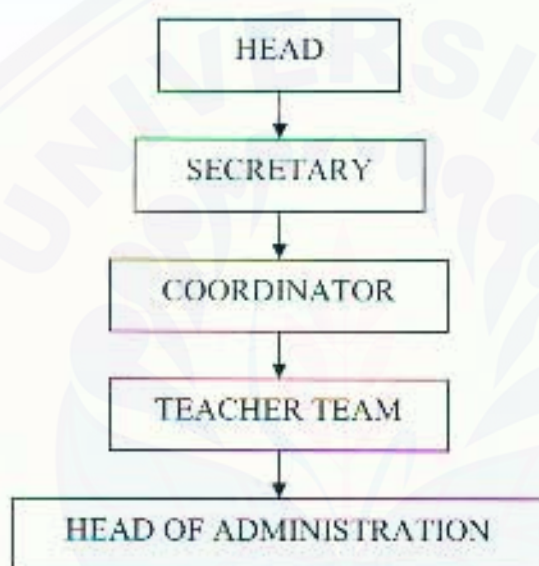 HEAD
SECRETARY
COORDINATOR
TEACHER TEAM
HEAD OF ADMINISTRATION